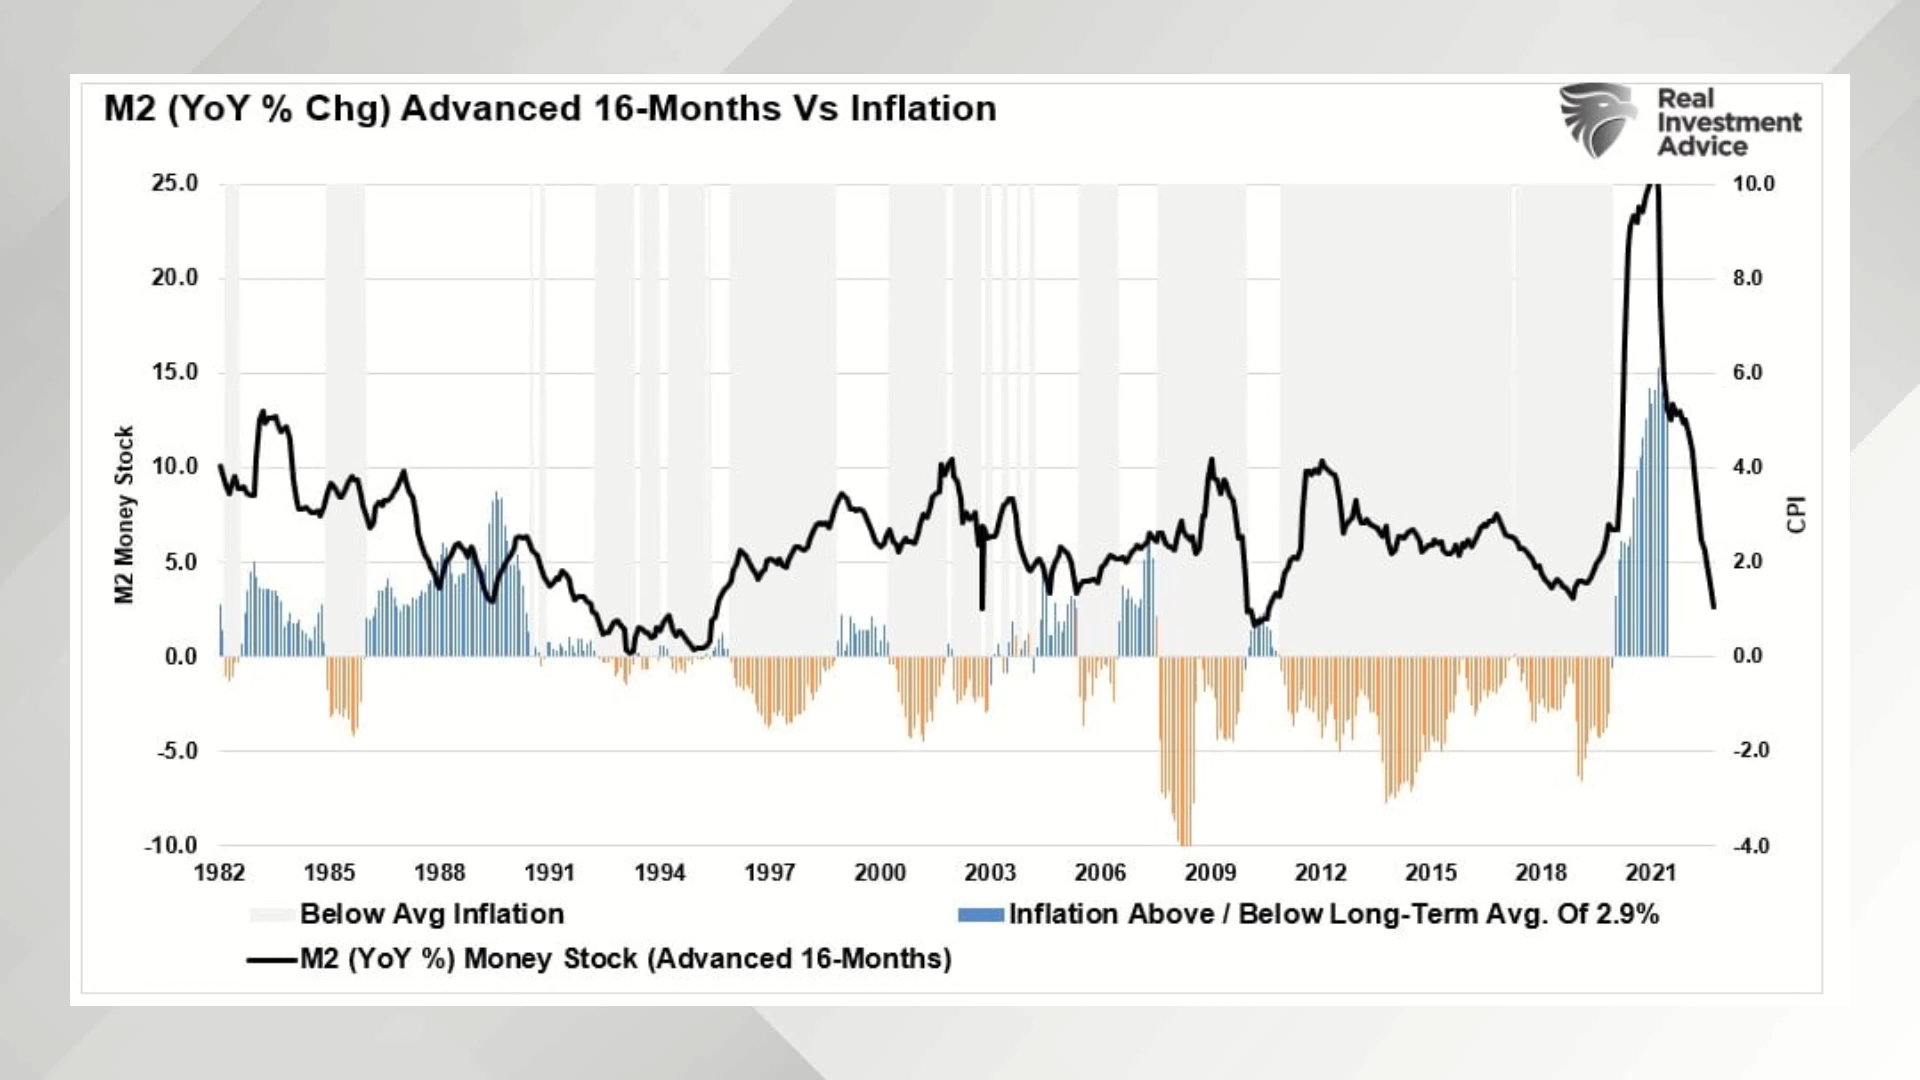 M2 (YoY % Chg) Advanced 16-Months Vs Inflation
Real
Investment
Advice
25.0
20.0
15.0
10.0
5.0
0.0
-5.0
-10.0
M2 Money Stock
10.0
8.0
6.0
4.0
2.0
0.0
-2.0
-4.0
CPI
1982 1985 1988 1991 1994 1997 2000 2003 2006 2009 2012 2015 2018 2021
Below Avg Inflation
Inflation Above / Below Long-Term Avg. Of 2.9%
M2 (YoY %) Money Stock (Advanced 16-Months)